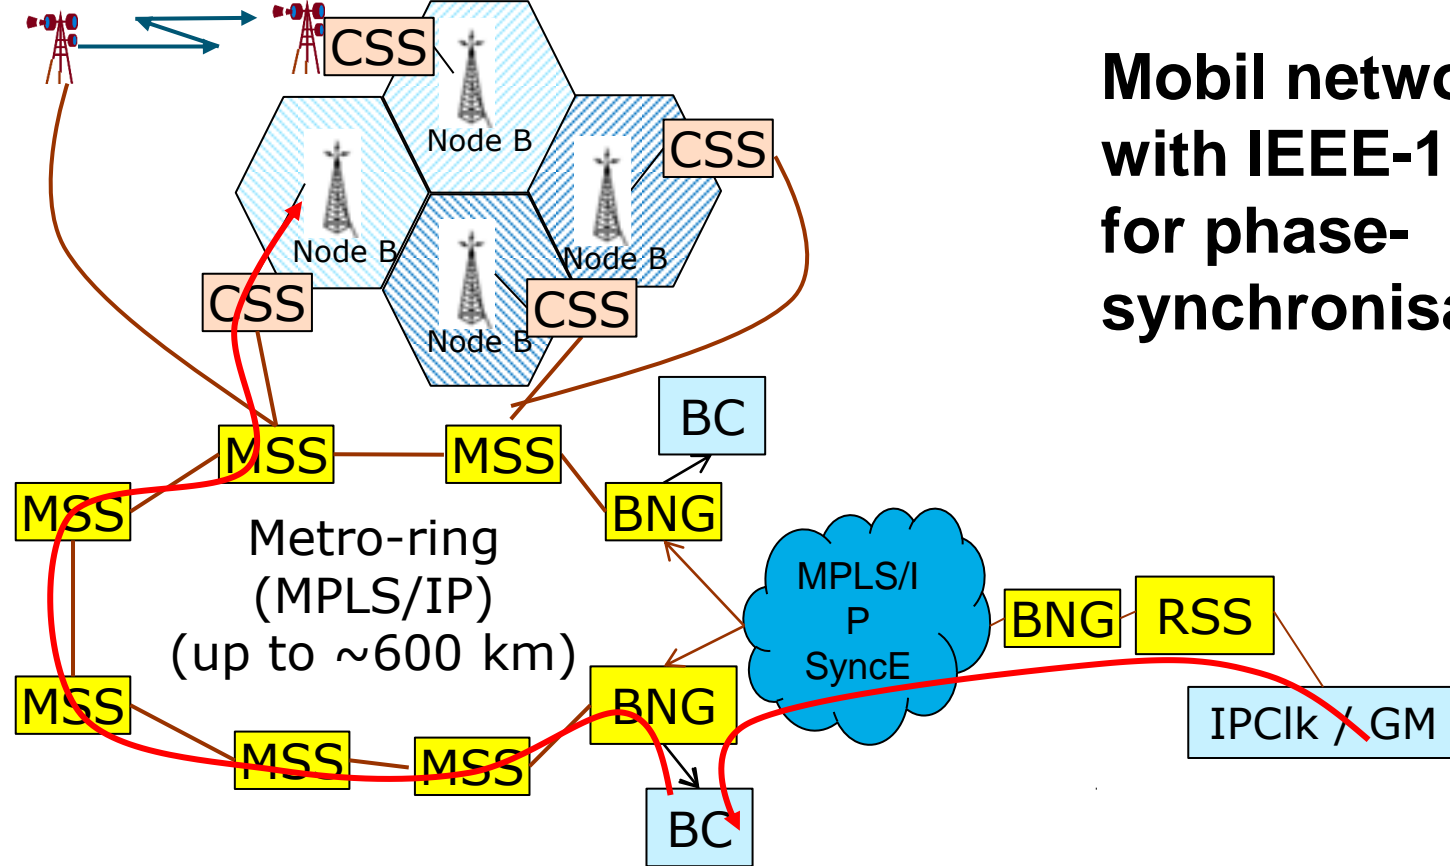 Mobil netwo
with IEEE-1
for phase-
synchronisa
CSS
Node B
CSS
Node B
Node B
CSS
CSS
Node B
BC
MSS
MSS
MSS
BNG
Metro-ring
(MPLS/IP)
(up to ~600 km)
MPLS/I
P
SyncE
BNG
RSS
MSS
BNG
IPClk / GM
MSS
MSS
BC